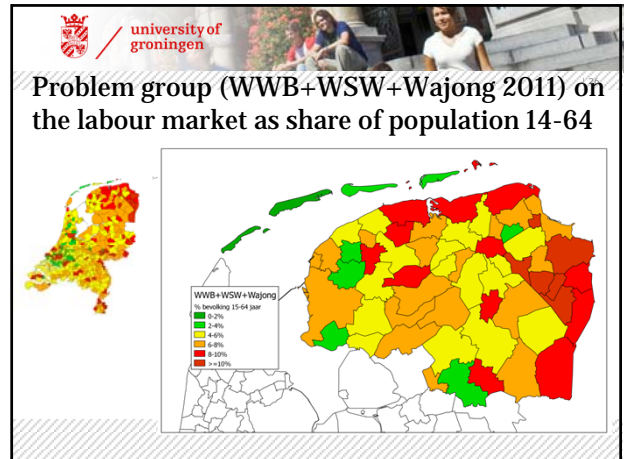 university of
groningen
Problem group (WWB+WSW+Wajong 2011) on
the labour market as share of population 14-64
WWB+WSW+Wajong
% bevolking 15-64 jaar
0-2%
2-4%
4-6%
6-8%
8-10%
>=10%